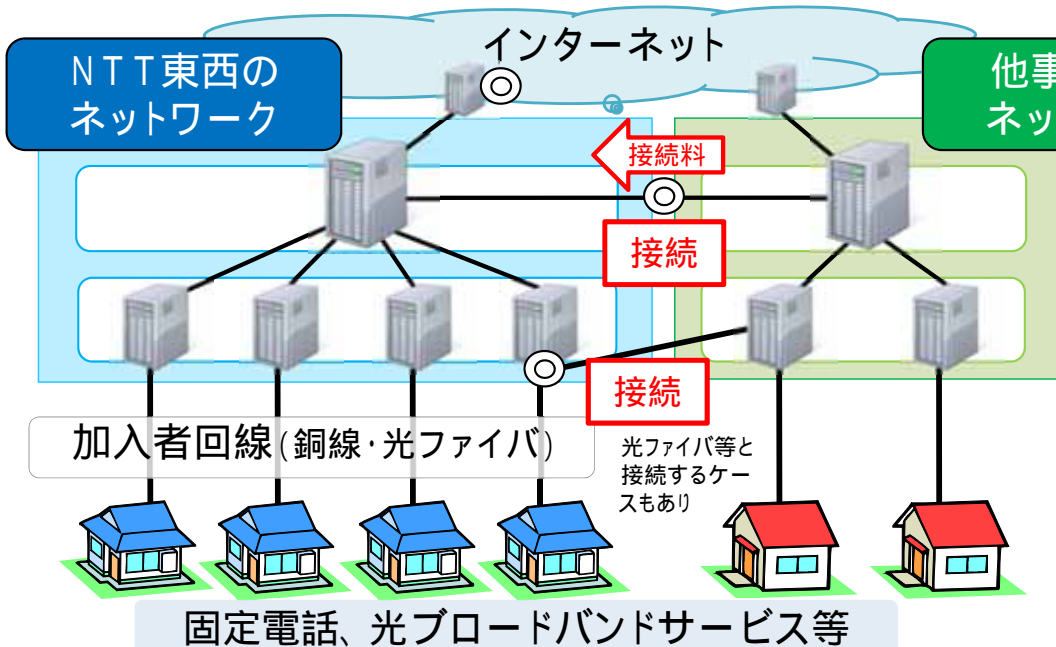 インターネット
NTT東西の
ネットワーク
他事
ネッ
接続料
接続
接続
加入者回線(銅線・光ファイバ)
光ファイバ等と
接続するケー
スもあり
固定電話、光ブロードバンドサービス等